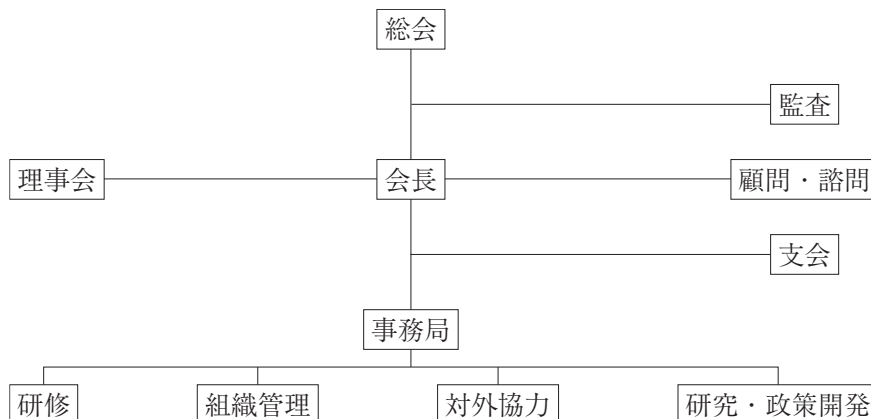 総会
監査
理事会
会長
顧問・諮問
支会
事務局
研修
組織管理
対外協力
研究・政策開発